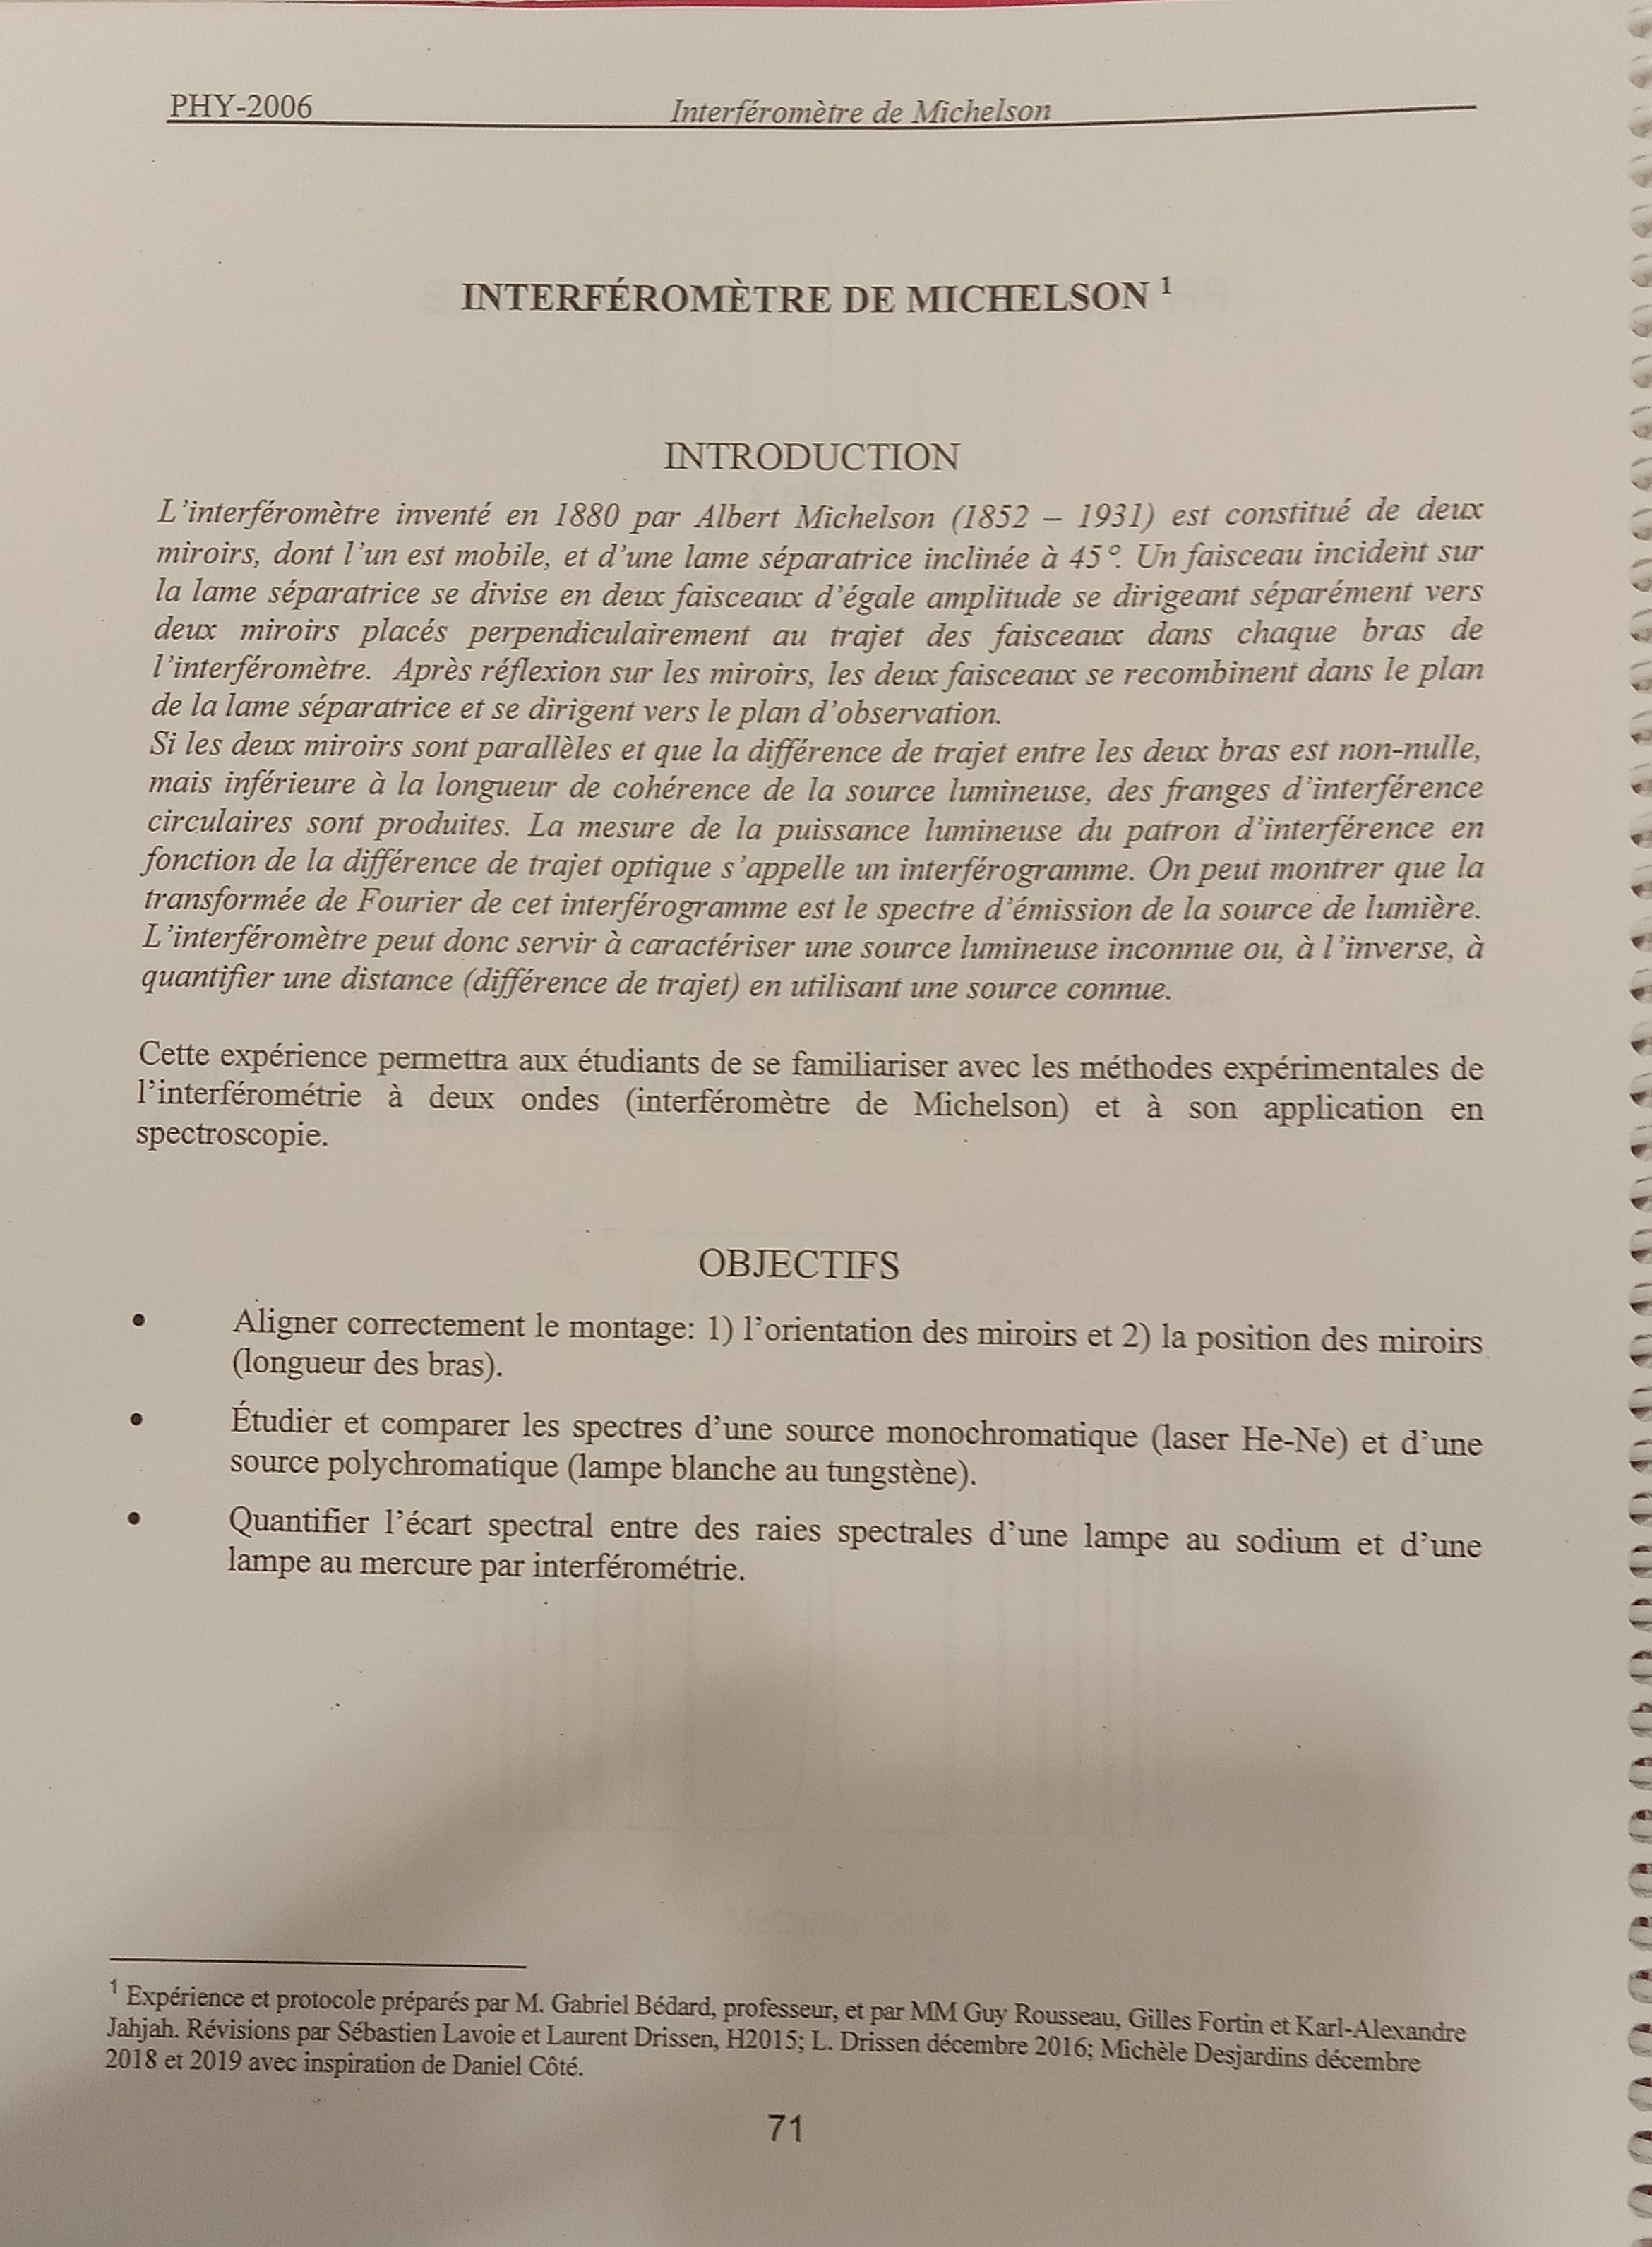 PHY-2006 Interféromètre de Michelson
INTERFÉROMÈTRE DE MICHELSON ¹
INTRODUCTION
L’interféromètre inventé en 1880 par Albert Michelson (1852 – 1931) est constitué de deux
miroirs, dont l’un est mobile, et d’une lame séparatrice inclinée à 45°. Un faisceau incident sur
la lame séparatrice se divise en deux faisceaux d’égale amplitude se dirigeant séparément vers
deux miroirs placés perpendiculairement au trajet des faisceaux dans chaque bras de
l’interféromètre. Après réflexion sur les miroirs, les deux faisceaux se recombinent dans le plan
de la lame séparatrice et se dirigent vers le plan d’observation.
Si les deux miroirs sont parallèles et que la différence de trajet entre les deux bras est non-nulle,
mais inférieure à la longueur de cohérence de la source lumineuse, des franges d’interférence
circulaires sont produites. La mesure de la puissance lumineuse du patron d’interférence en
fonction de la différence de trajet optique s’appelle un interférogramme. On peut montrer que la
transformée de Fourier de cet interférogramme est le spectre d’émission de la source de lumière.
L’interféromètre peut donc servir à caractériser une source lumineuse inconnue ou, à l’inverse, à
quantifier une distance (différence de trajet) en utilisant une source connue.
Cette expérience permettra aux étudiants de se familiariser avec les méthodes expérimentales de
l’interférométrie à deux ondes (interféromètre de Michelson) et à son application en
spectroscopie.
OBJECTIFS
• Aligner correctement le montage: 1) l’orientation des miroirs et 2) la position des miroirs
(longueur des bras).
• Étudier et comparer les spectres d’une source monochromatique (laser He-Ne) et d’une
source polychromatique (lampe blanche au tungstène).
• Quantifier l’écart spectral entre des raies spectrales d’une lampe au sodium et d’une
lampe au mercure par interférométrie.
¹ Expérience et protocole préparés par M. Gabriel Bédard, professeur, et par MM Guy Rousseau, Gilles Fortin et Karl-Alexandre
Jahjah. Révisions par Sébastien Lavoie et Laurent Drissen, H2015; L. Drissen décembre 2016; Michèle Desjardins décembre
2018 et 2019 avec inspiration de Daniel Côté.
71